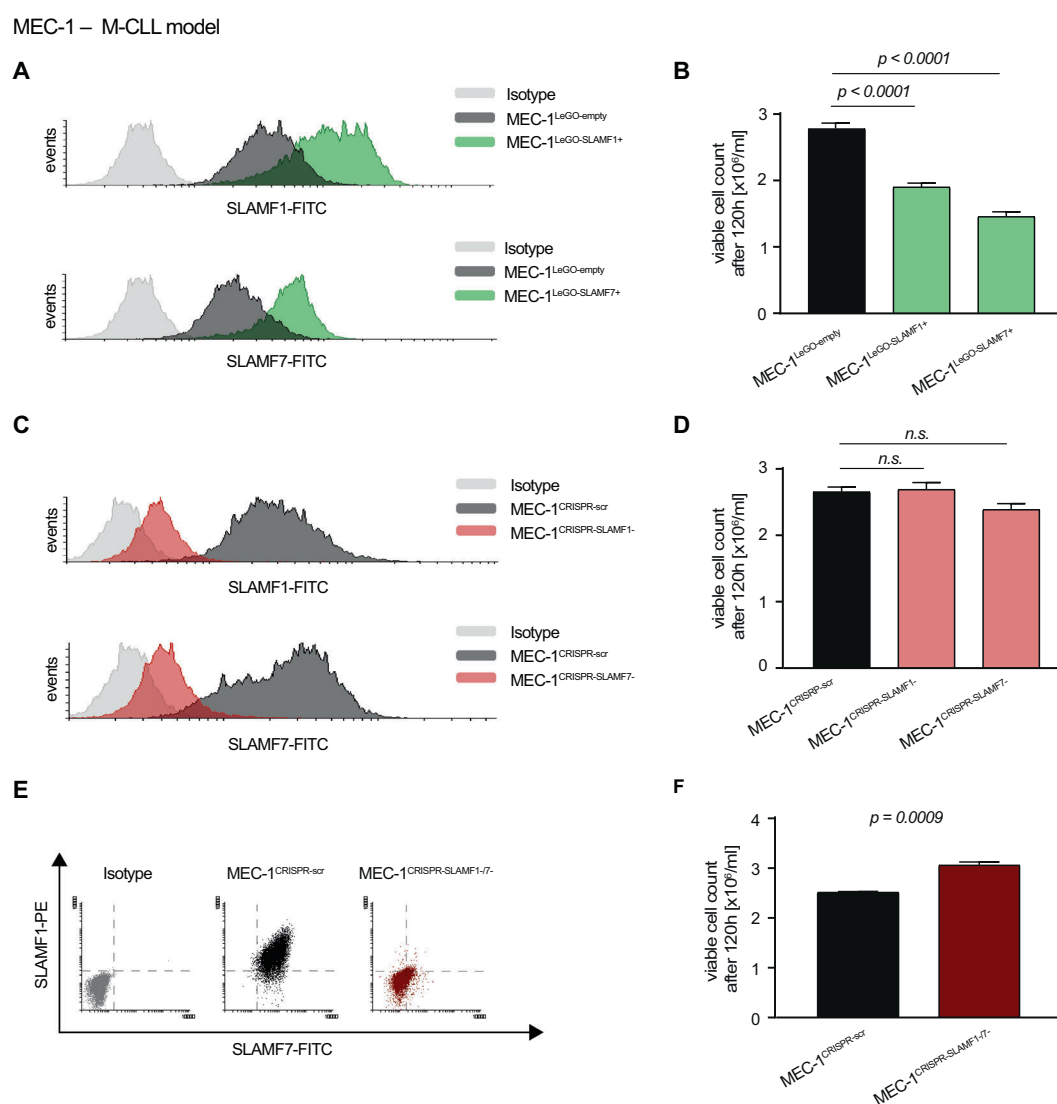 MEC-1 – M-CLL model
A
events
Isotype
MEC-1LeGO-empty
MEC-1LeGO-SLAMF1+
SLAMF1-FITC
events
Isotype
MEC-1LeGO-empty
MEC-1LeGO-SLAMF7+
SLAMF7-FITC
B
p < 0.0001
p < 0.0001
viable cell count
after 120h [x10⁶/ml]
3
2
1
0
MEC-1LeGO-empty
MEC-1LeGO-SLAMF1+
MEC-1LeGO-SLAMF7+
C
events
Isotype
MEC-1CRISPR-scr
MEC-1CRISPR-SLAMF1-
SLAMF1-FITC
events
Isotype
MEC-1CRISPR-scr
MEC-1CRISPR-SLAMF7-
SLAMF7-FITC
D
n.s.
n.s.
viable cell count
after 120h [x10⁶/ml]
3
2
1
0
MEC-1CRISRP-scr
MEC-1CRISPR-SLAMF1-
MEC-1CRISPR-SLAMF7-
E
SLAMF1-PE
Isotype
MEC-1CRISPR-scr
MEC-1CRISPR-SLAMF1-/7-
SLAMF7-FITC
F
p = 0.0009
viable cell count
after 120h [x10⁶/ml]
4
3
2
1
0
MEC-1CRISPR-scr
MEC-1CRISPR-SLAMF1-/7-